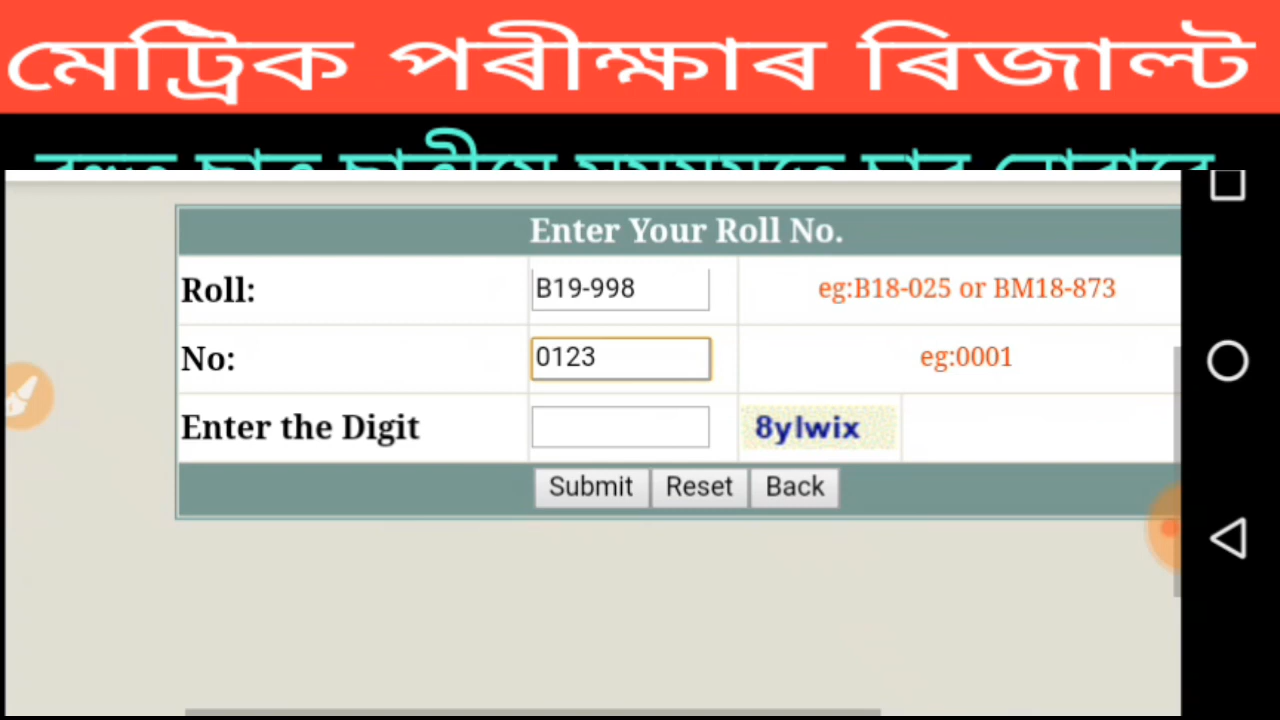 মেট্ৰিক পৰীক্ষাৰ ৰিজাল্ট
Enter Your Roll No.
Roll: B19-998 eg:B18-025 or BM18-873
No: 0123 eg:0001
Enter the Digit 8ylwix
Submit Reset Back